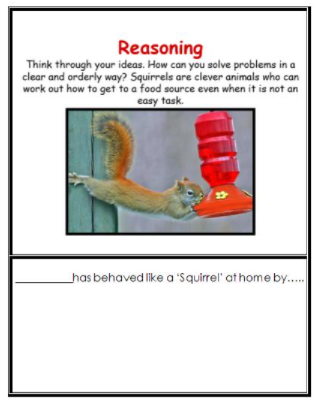 Reasoning
Think through your ideas. How can you solve problems in a
clear and orderly way? Squirrels are clever animals who can
work out how to get to a food source even when it is not an
easy task.
__________has behaved like a ‘Squirrel’ at home by…..